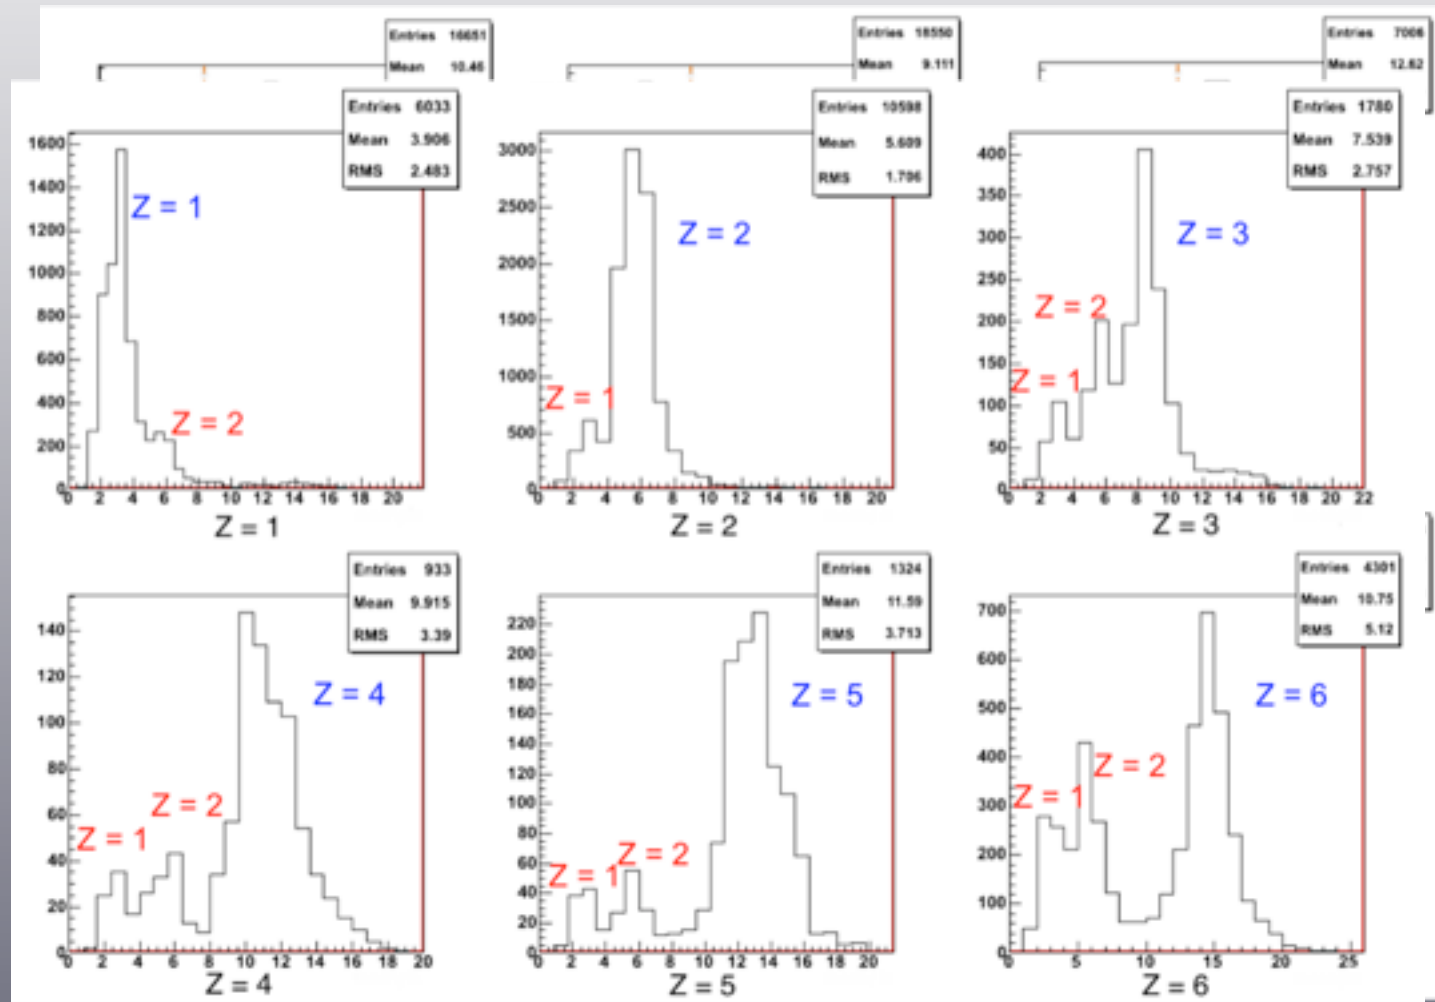 Entries 16651
Mean 10.46
Entries 18550
Mean 9.111
Entries 7006
Mean 12.62
Entries 6033
Mean 3.906
RMS 2.483
1600
1400
1200
1000
800
600
400
200
0
Z = 1
Z = 2
0 2 4 6 8 10 12 14 16 18 20
Z = 1
Entries 10598
Mean 5.609
RMS 1.706
3000
2500
2000
1500
1000
500
0
Z = 2
Z = 1
0 2 4 6 8 10 12 14 16 18 20
Z = 2
Entries 1780
Mean 7.539
RMS 2.757
400
350
300
250
200
150
100
50
0
Z = 3
Z = 2
Z = 1
0 2 4 6 8 10 12 14 16 18 20 22
Z = 3
Entries 933
Mean 9.915
RMS 3.39
140
120
100
80
60
40
20
0
Z = 4
Z = 2
Z = 1
0 2 4 6 8 10 12 14 16 18 20
Z = 4
Entries 1324
Mean 11.59
RMS 3.713
220
200
180
160
140
120
100
80
60
40
20
0
Z = 5
Z = 2
Z = 1
0 2 4 6 8 10 12 14 16 18 20
Z = 5
Entries 4301
Mean 10.75
RMS 5.12
700
600
500
400
300
200
100
0
Z = 6
Z = 2
Z = 1
0 5 10 15 20 25
Z = 6